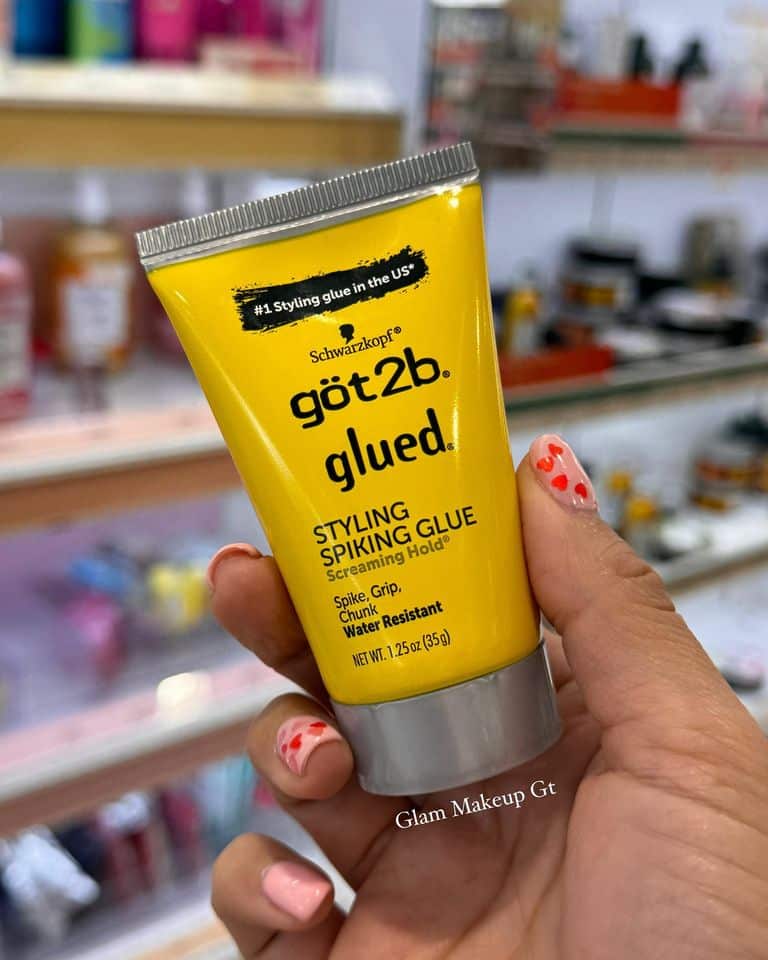 #1 Styling glue in the US*
Schwarzkopf®
göt2b®
glued®
STYLING
SPIKING GLUE
Screaming Hold®
Spike, Grip,
Chunk
Water Resistant
NET WT. 1.25 oz (35g)
Glam Makeup Gt